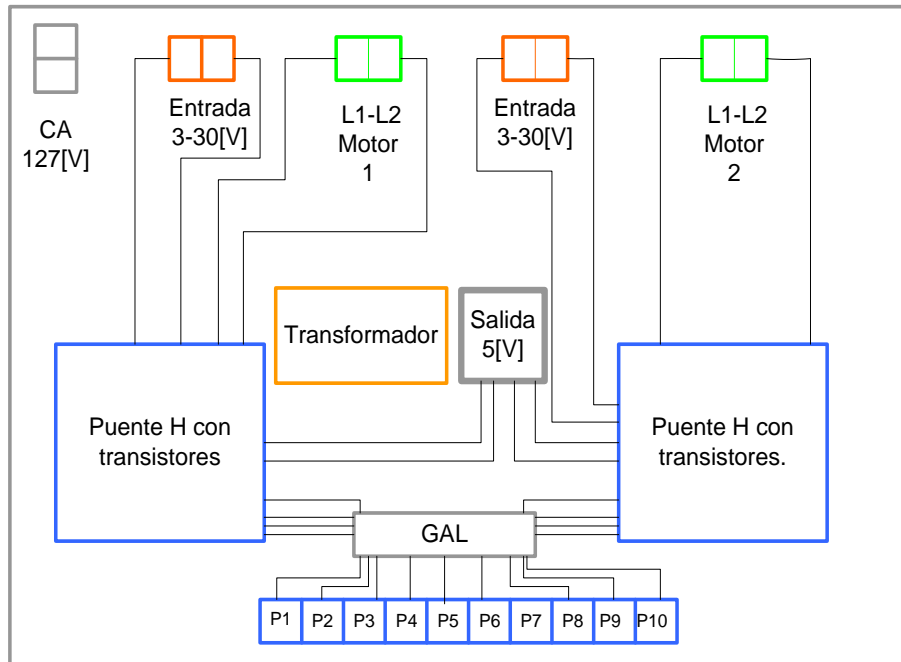 CA
127[V]
Entrada
3-30[V]
L1-L2
Motor
1
Entrada
3-30[V]
L1-L2
Motor
2
Transformador
Salida
5[V]
Puente H con
transistores
Puente H con
transistores.
GAL
P1 P2 P3 P4 P5 P6 P7 P8 P9 P10